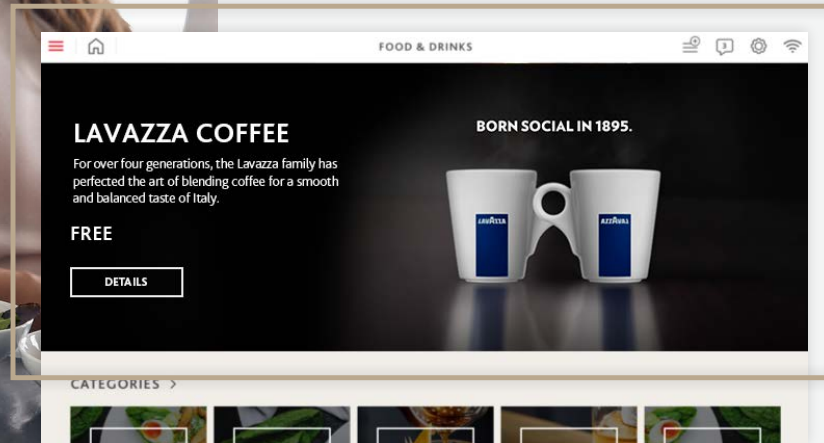 FOOD & DRINKS
3
LAVAZZA COFFEE
For over four generations, the Lavazza family has
perfected the art of blending coffee for a smooth
and balanced taste of Italy.
FREE
DETAILS
BORN SOCIAL IN 1895.
LAVAZZA
CATEGORIES >